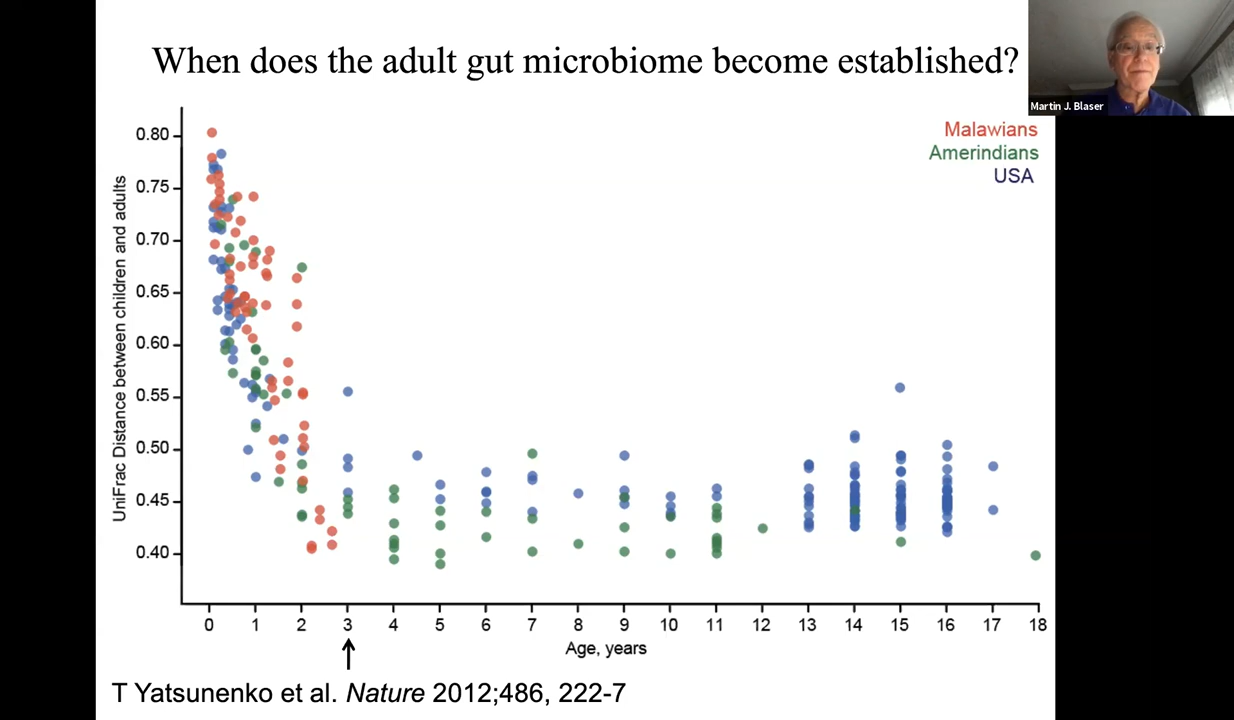 When does the adult gut microbiome become established?
Martin J. Blaser
Malawians
Amerindians
USA
UniFrac Distance between children and adults
0.80
0.75
0.70
0.65
0.60
0.55
0.50
0.45
0.40
0 1 2 3 4 5 6 7 8 9 10 11 12 13 14 15 16 17 18
Age, years
T Yatsunenko et al. Nature 2012;486, 222-7